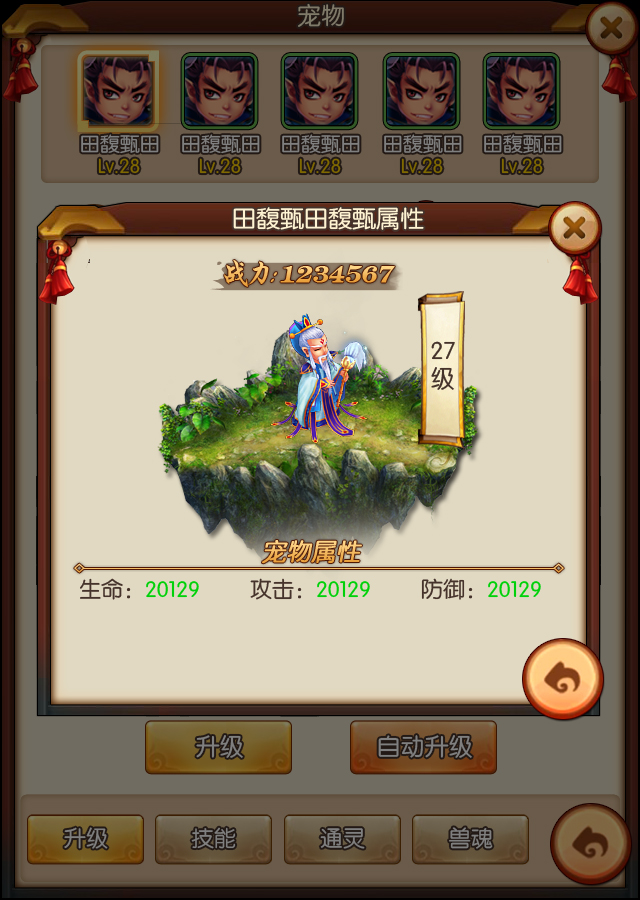 宠物
田馥甄田 田馥甄田 田馥甄田 田馥甄田 田馥甄田
Lv.28 Lv.28 Lv.28 Lv.28 Lv.28
田馥甄田馥甄属性
战力:1234567
27
级
宠物属性
生命：20129 攻击：20129 防御：20129
升级 自动升级
升级 技能 通灵 兽魂